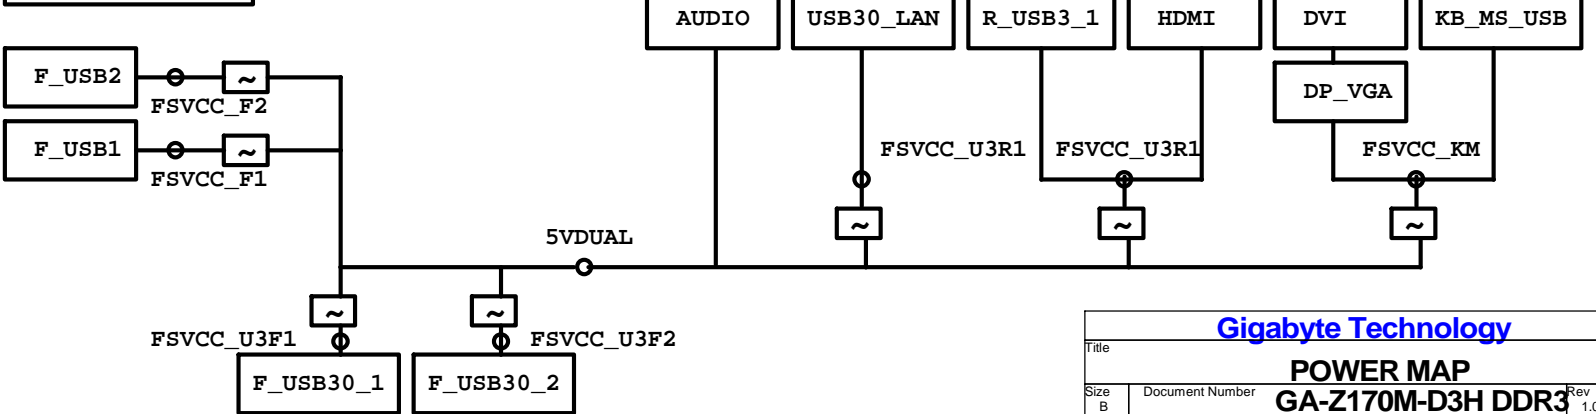 AUDIO USB30_LAN R_USB3_1 HDMI DVI KB_MS_USB
F_USB2
DP_VGA
FSVCC_F2
F_USB1
FSVCC_U3R1 FSVCC_U3R1 FSVCC_KM
FSVCC_F1
~
5VDUAL
FSVCC_U3F1 FSVCC_U3F2
F_USB30_1 F_USB30_2
Gigabyte Technology
Title
POWER MAP
Size Document Number Rev
B GA-Z170M-D3H DDR3